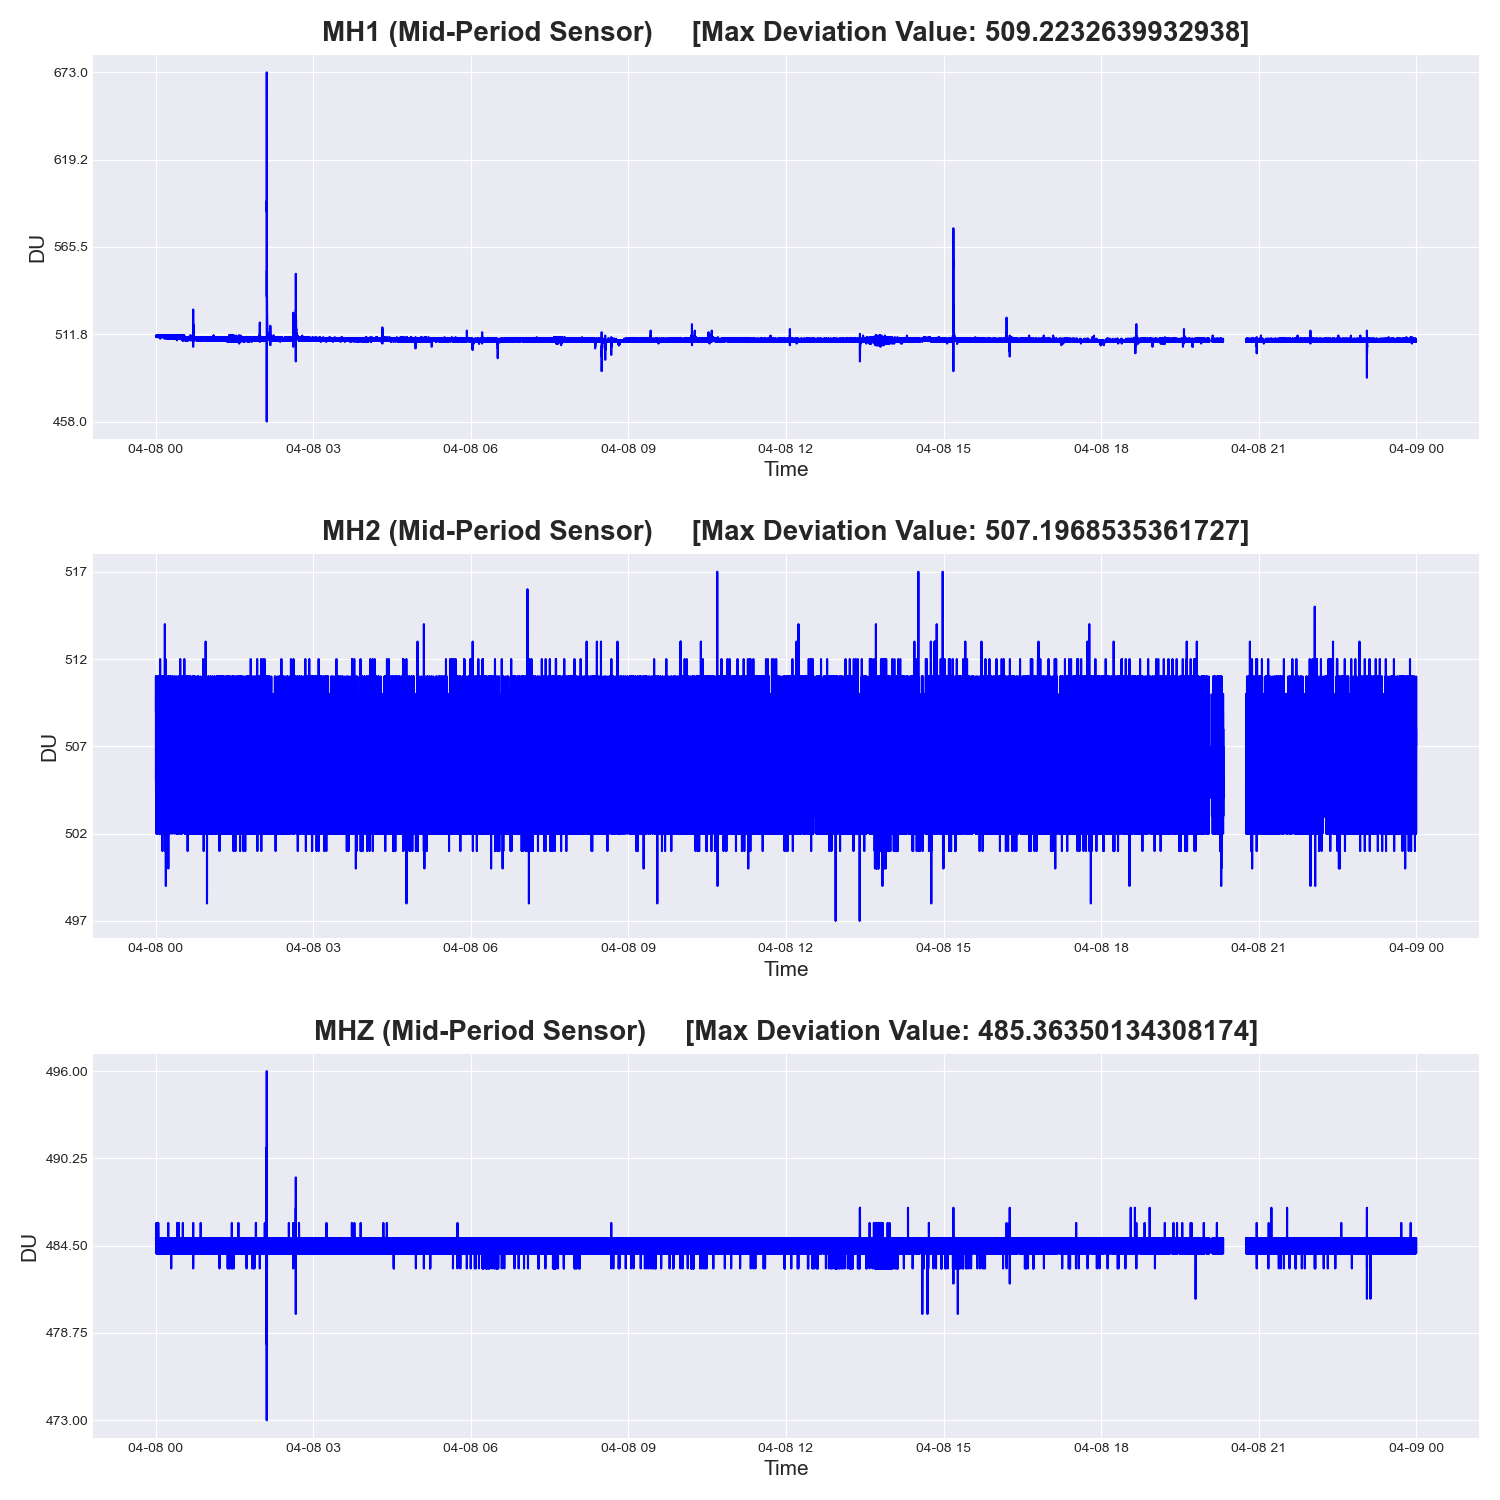 MH1 (Mid-Period Sensor) [Max Deviation Value: 509.2232639932938]
673.0
619.2
565.5
511.8
458.0
DU
04-08 00 04-08 03 04-08 06 04-08 09 04-08 12 04-08 15 04-08 18 04-08 21 04-09 00
Time
MH2 (Mid-Period Sensor) [Max Deviation Value: 507.1968535361727]
517
512
507
502
497
DU
04-08 00 04-08 03 04-08 06 04-08 09 04-08 12 04-08 15 04-08 18 04-08 21 04-09 00
Time
MHZ (Mid-Period Sensor) [Max Deviation Value: 485.36350134308174]
496.00
490.25
484.50
478.75
473.00
DU
04-08 00 04-08 03 04-08 06 04-08 09 04-08 12 04-08 15 04-08 18 04-08 21 04-09 00
Time